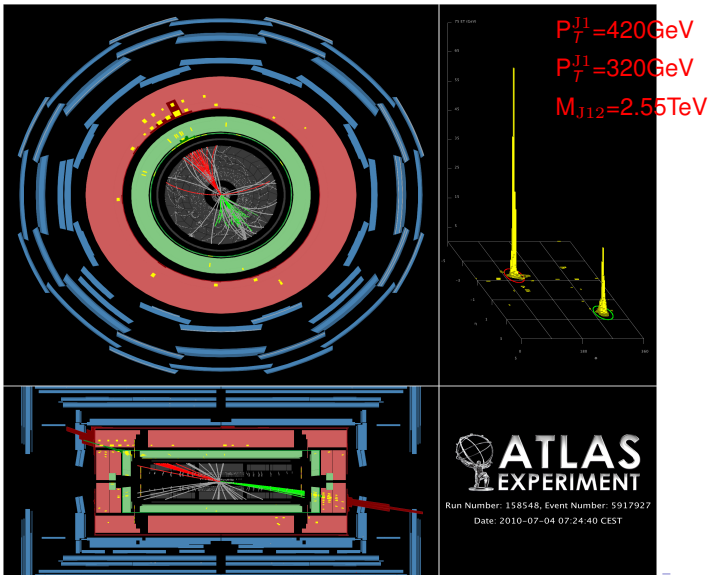 P_T^J1=420GeV
P_T^J1=320GeV
M_J12=2.55TeV
ATLAS
EXPERIMENT
Run Number: 158548, Event Number: 5917927
Date: 2010-07-04 07:24:40 CEST